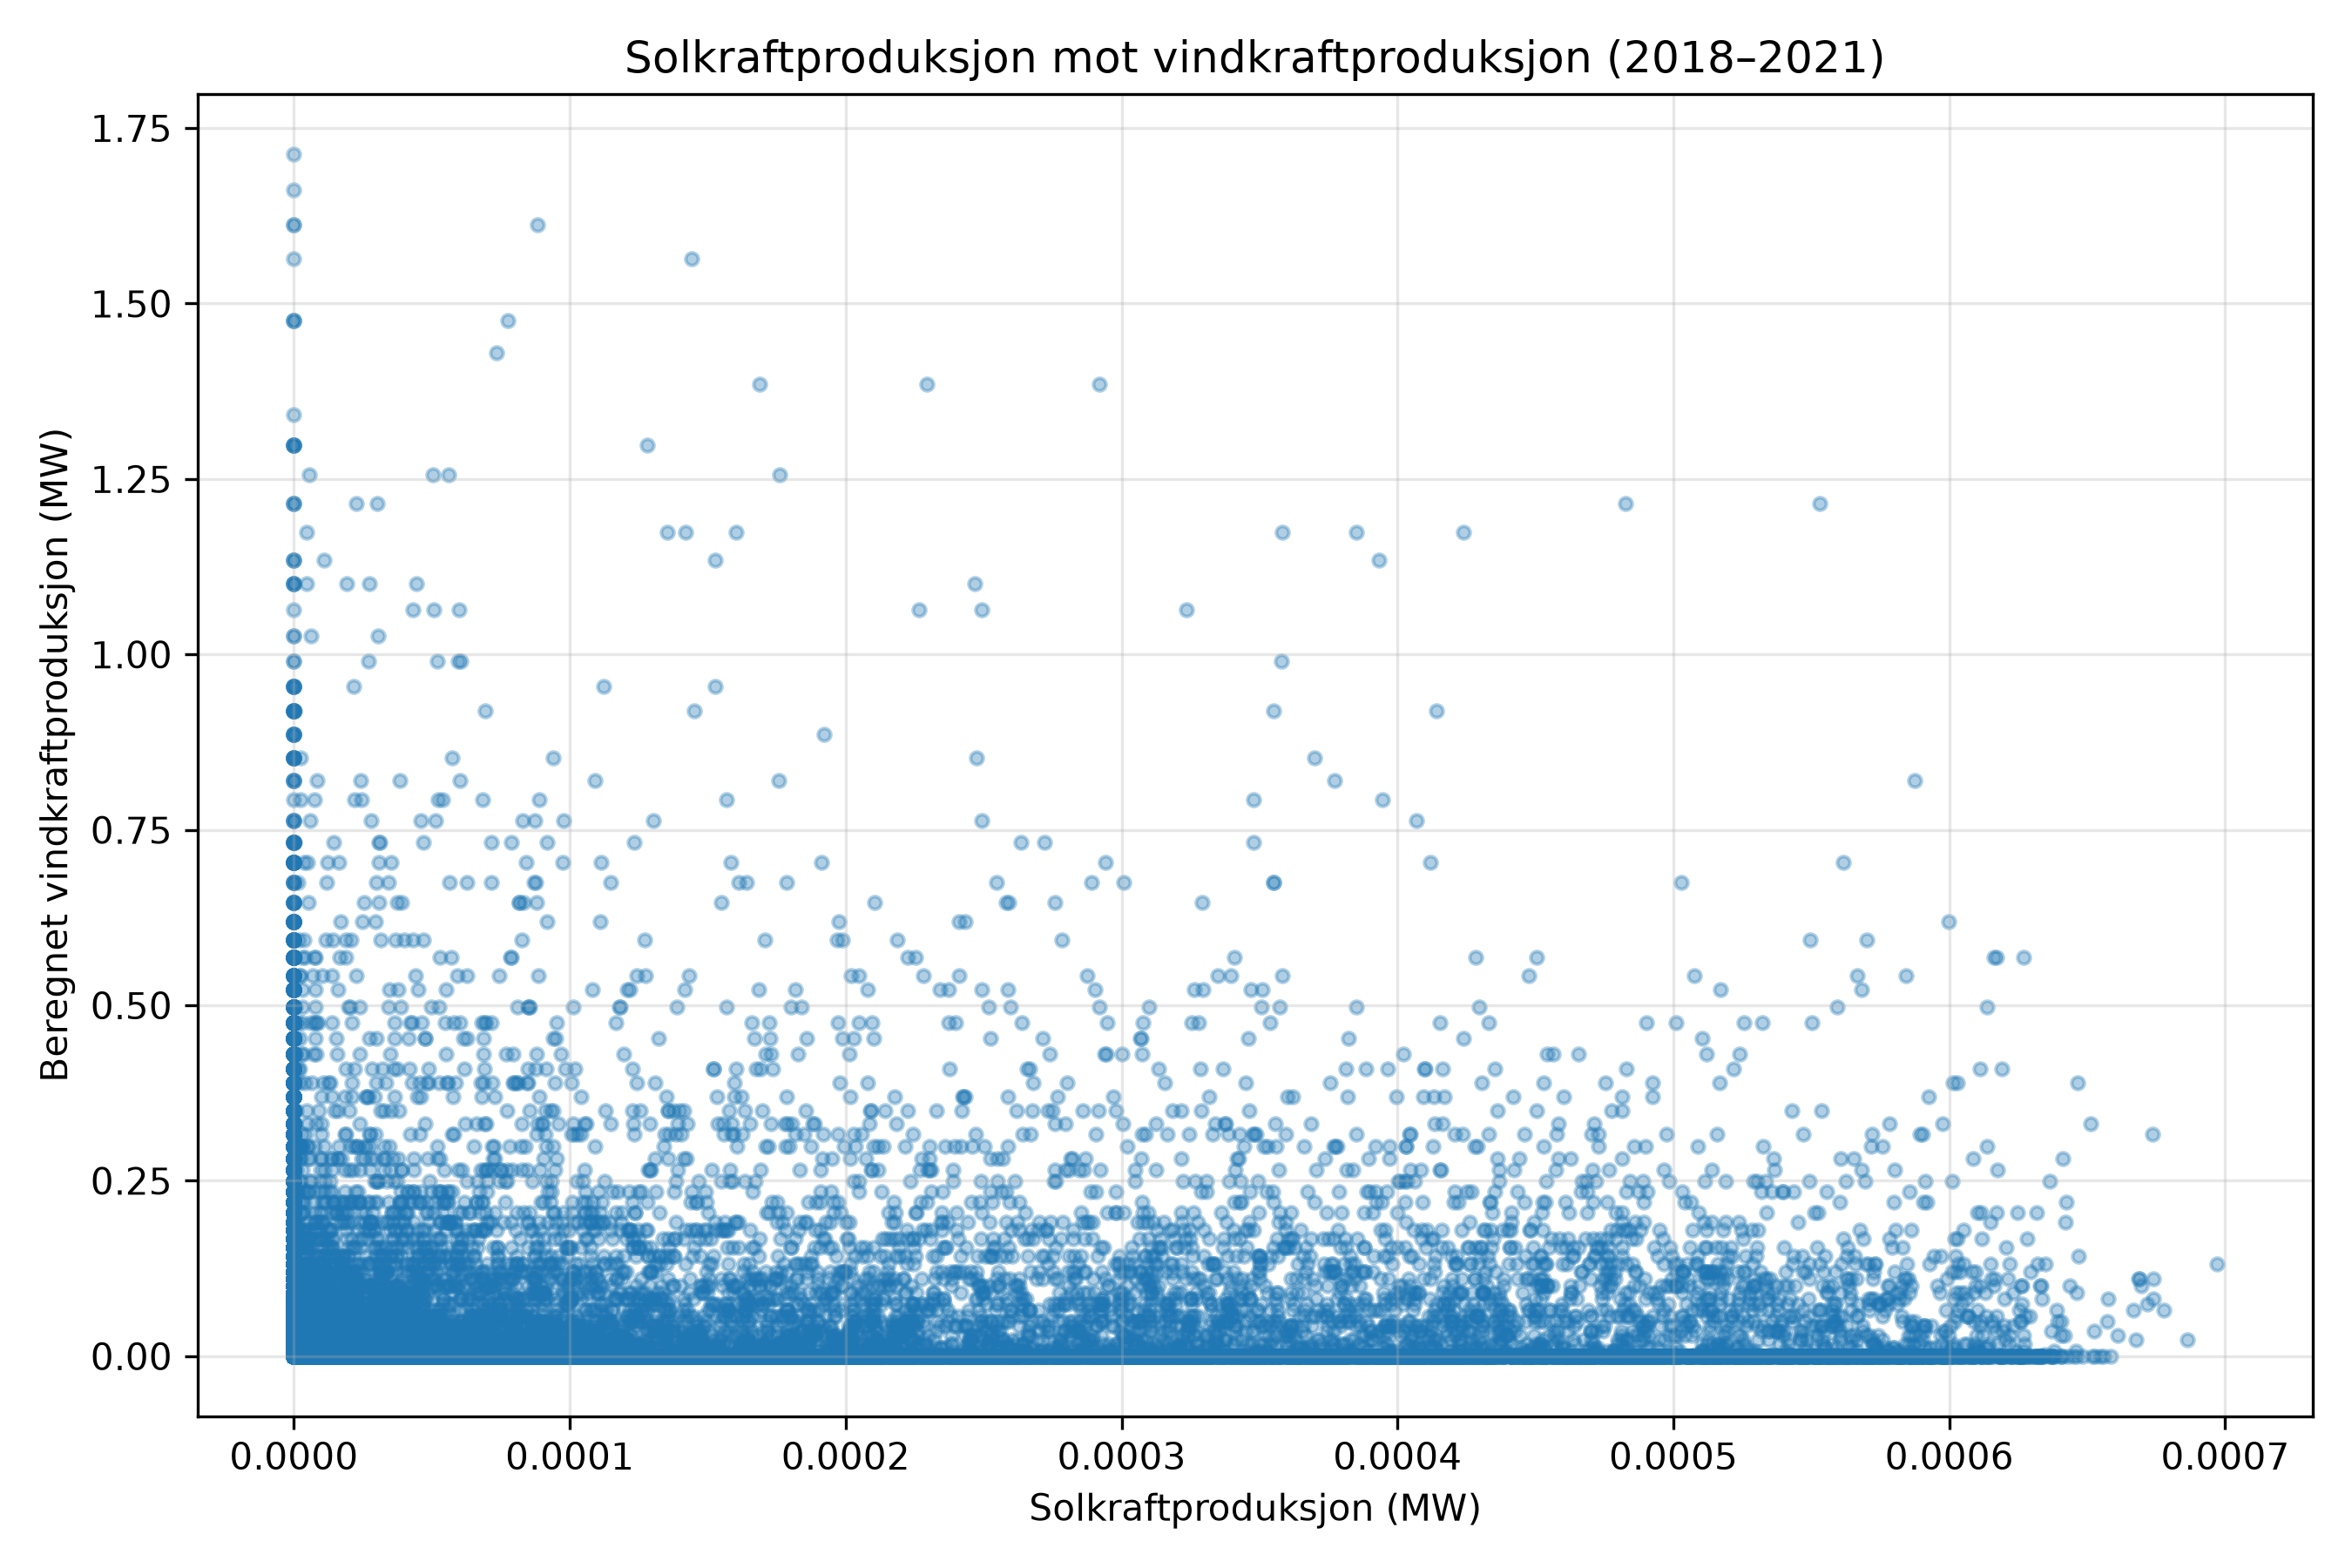 Solkraftproduksjon mot vindkraftproduksjon (2018–2021)
Beregnet vindkraftproduksjon (MW)
1.75
1.50
1.25
1.00
0.75
0.50
0.25
0.00
0.0000 0.0001 0.0002 0.0003 0.0004 0.0005 0.0006 0.0007
Solkraftproduksjon (MW)